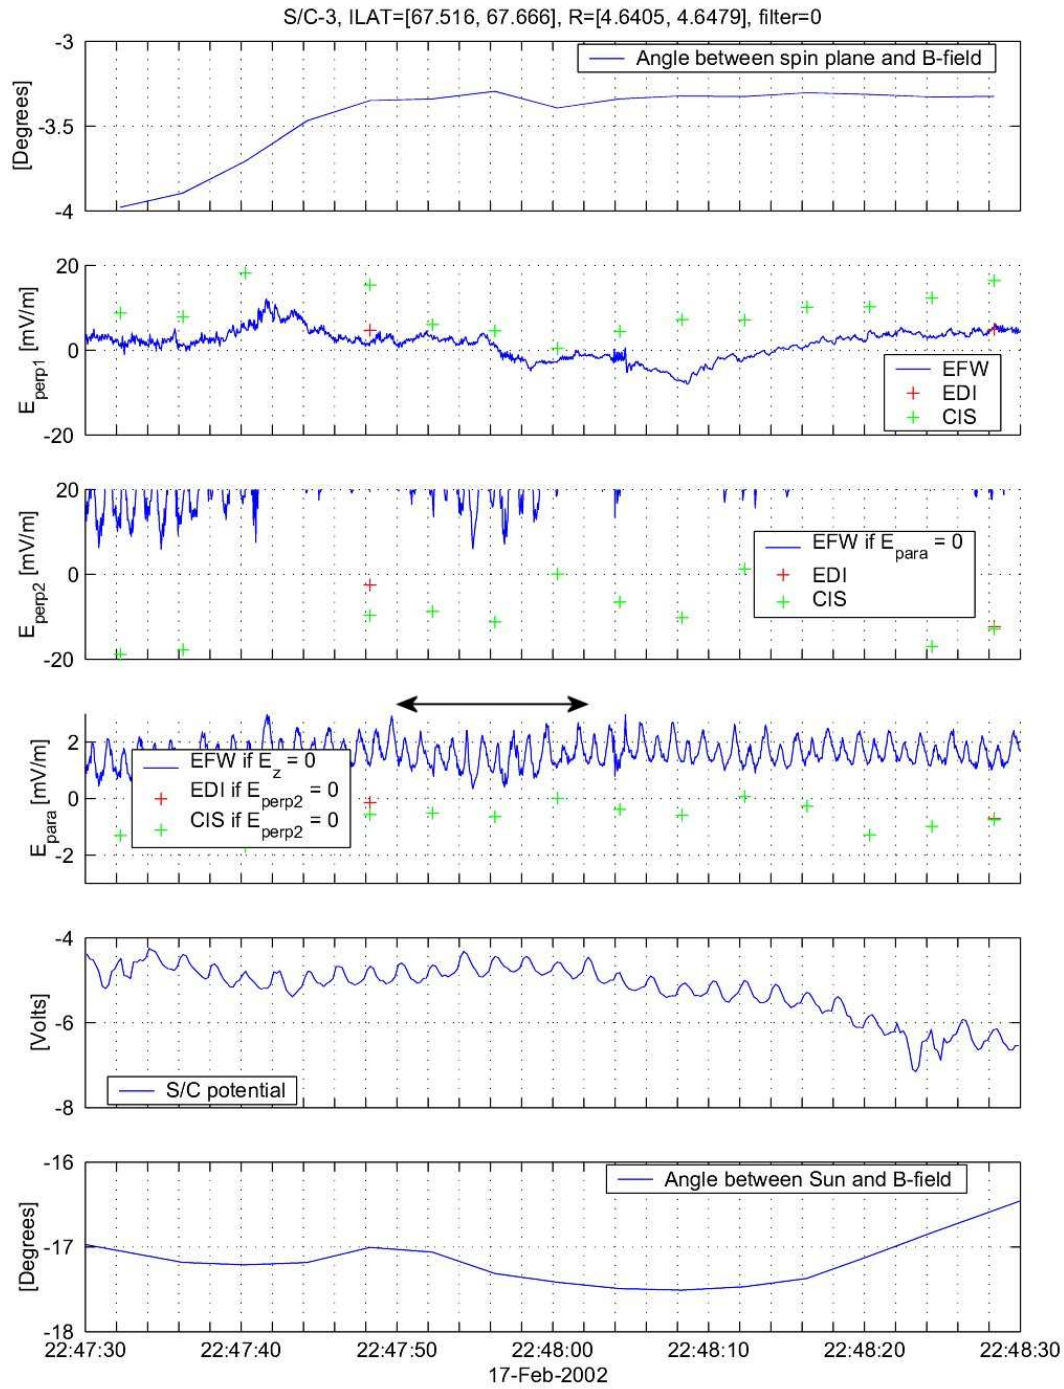 S/C-3, ILAT=[67.516, 67.666], R=[4.6405, 4.6479], filter=0
-3
-3.5
-4
[Degrees]
Angle between spin plane and B-field
20
0
-20
E_perp1 [mV/m]
EFW
EDI
CIS
20
0
-20
E_perp2 [mV/m]
EFW if E_para = 0
EDI
CIS
2
0
-2
E_para [mV/m]
EFW if E_z = 0
EDI if E_perp2 = 0
CIS if E_perp2 = 0
-4
-6
-8
[Volts]
S/C potential
-16
-17
-18
[Degrees]
Angle between Sun and B-field
22:47:30 22:47:40 22:47:50 22:48:00 22:48:10 22:48:20 22:48:30
17-Feb-2002